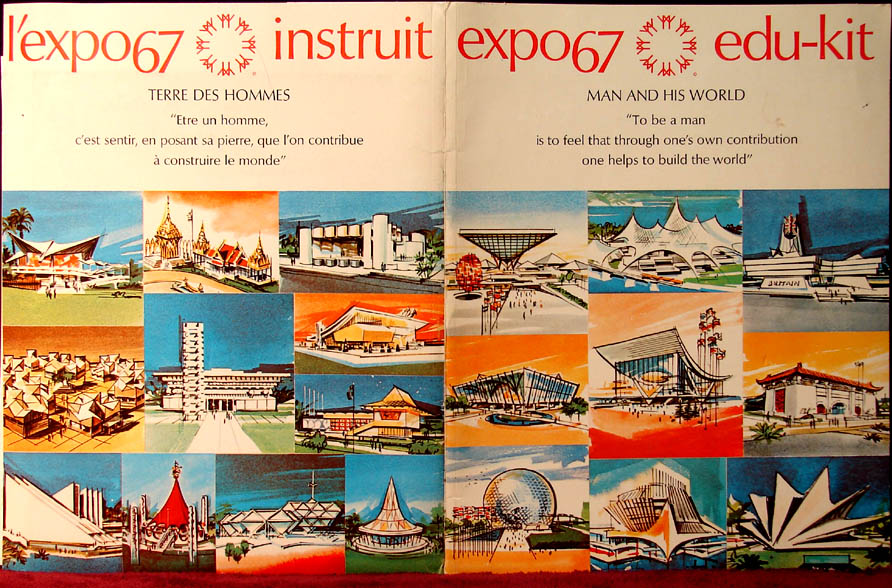 l'expo67 instruit
TERRE DES HOMMES
"Etre un homme,
c'est sentir, en posant sa pierre, que l'on contribue
à construire le monde"
expo67 edu-kit
MAN AND HIS WORLD
"To be a man
is to feel that through one's own contribution
one helps to build the world"
BRITAIN